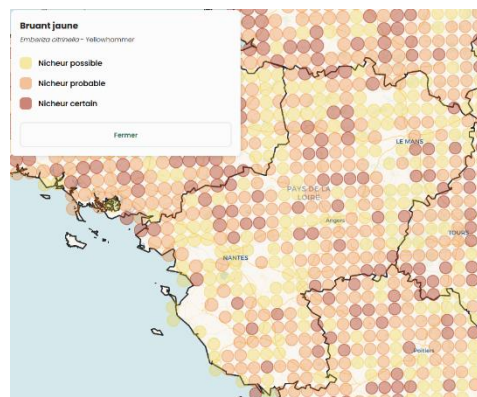 Bruant jaune
Emberiza citrinella - Yellowhammer
Nicheur possible
Nicheur probable
Nicheur certain
Fermer
LE MANS
PAYS DE LA
LOIRE
Angers
TOURS
NANTES
Poitiers